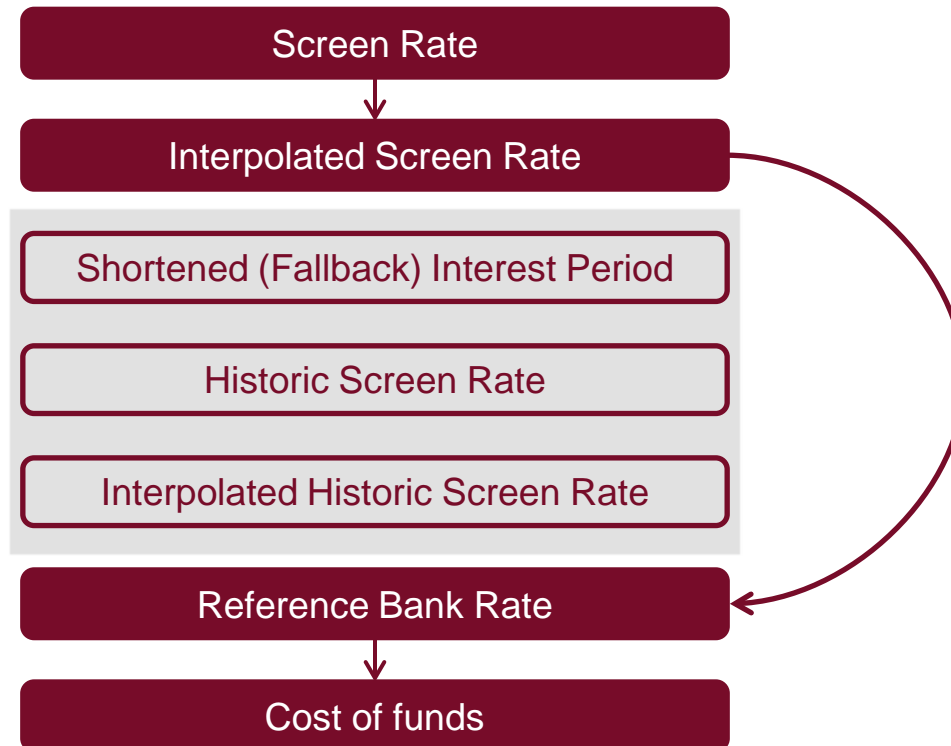 Screen Rate
Interpolated Screen Rate
Shortened (Fallback) Interest Period
Historic Screen Rate
Interpolated Historic Screen Rate
Reference Bank Rate
Cost of funds